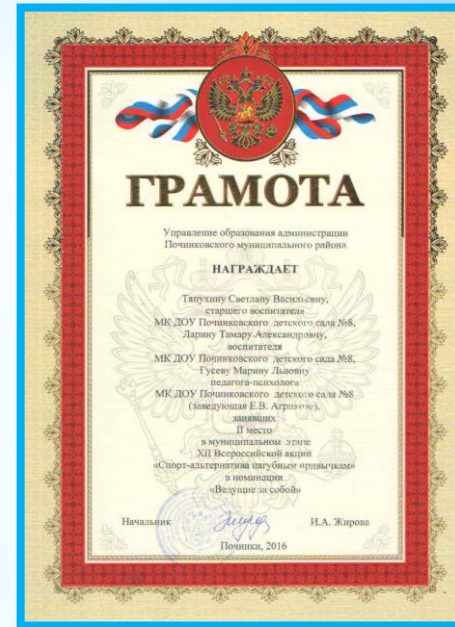 ГРАМОТА
Управление образования администрации
Починковского муниципального района
НАГРАЖДАЕТ
Тяпухину Светлану Васильевну,
старшего воспитателя
МК ДОУ Починковского детского сада №8,
Ларину Тамару Александровну,
воспитателя
МК ДОУ Починковского детского сада №8,
Гусеву Марину Львовну
педагога-психолога
МК ДОУ Починковского детского сада №8
(заведующая Е.В.
занявших
II место
в муниципальном этапе
XII Всероссийской акции
«Спорт-альтернатива пагубным привычкам»
в номинации
«Ведущие за собой»
Начальник И.А. Жирова
Починки, 2016